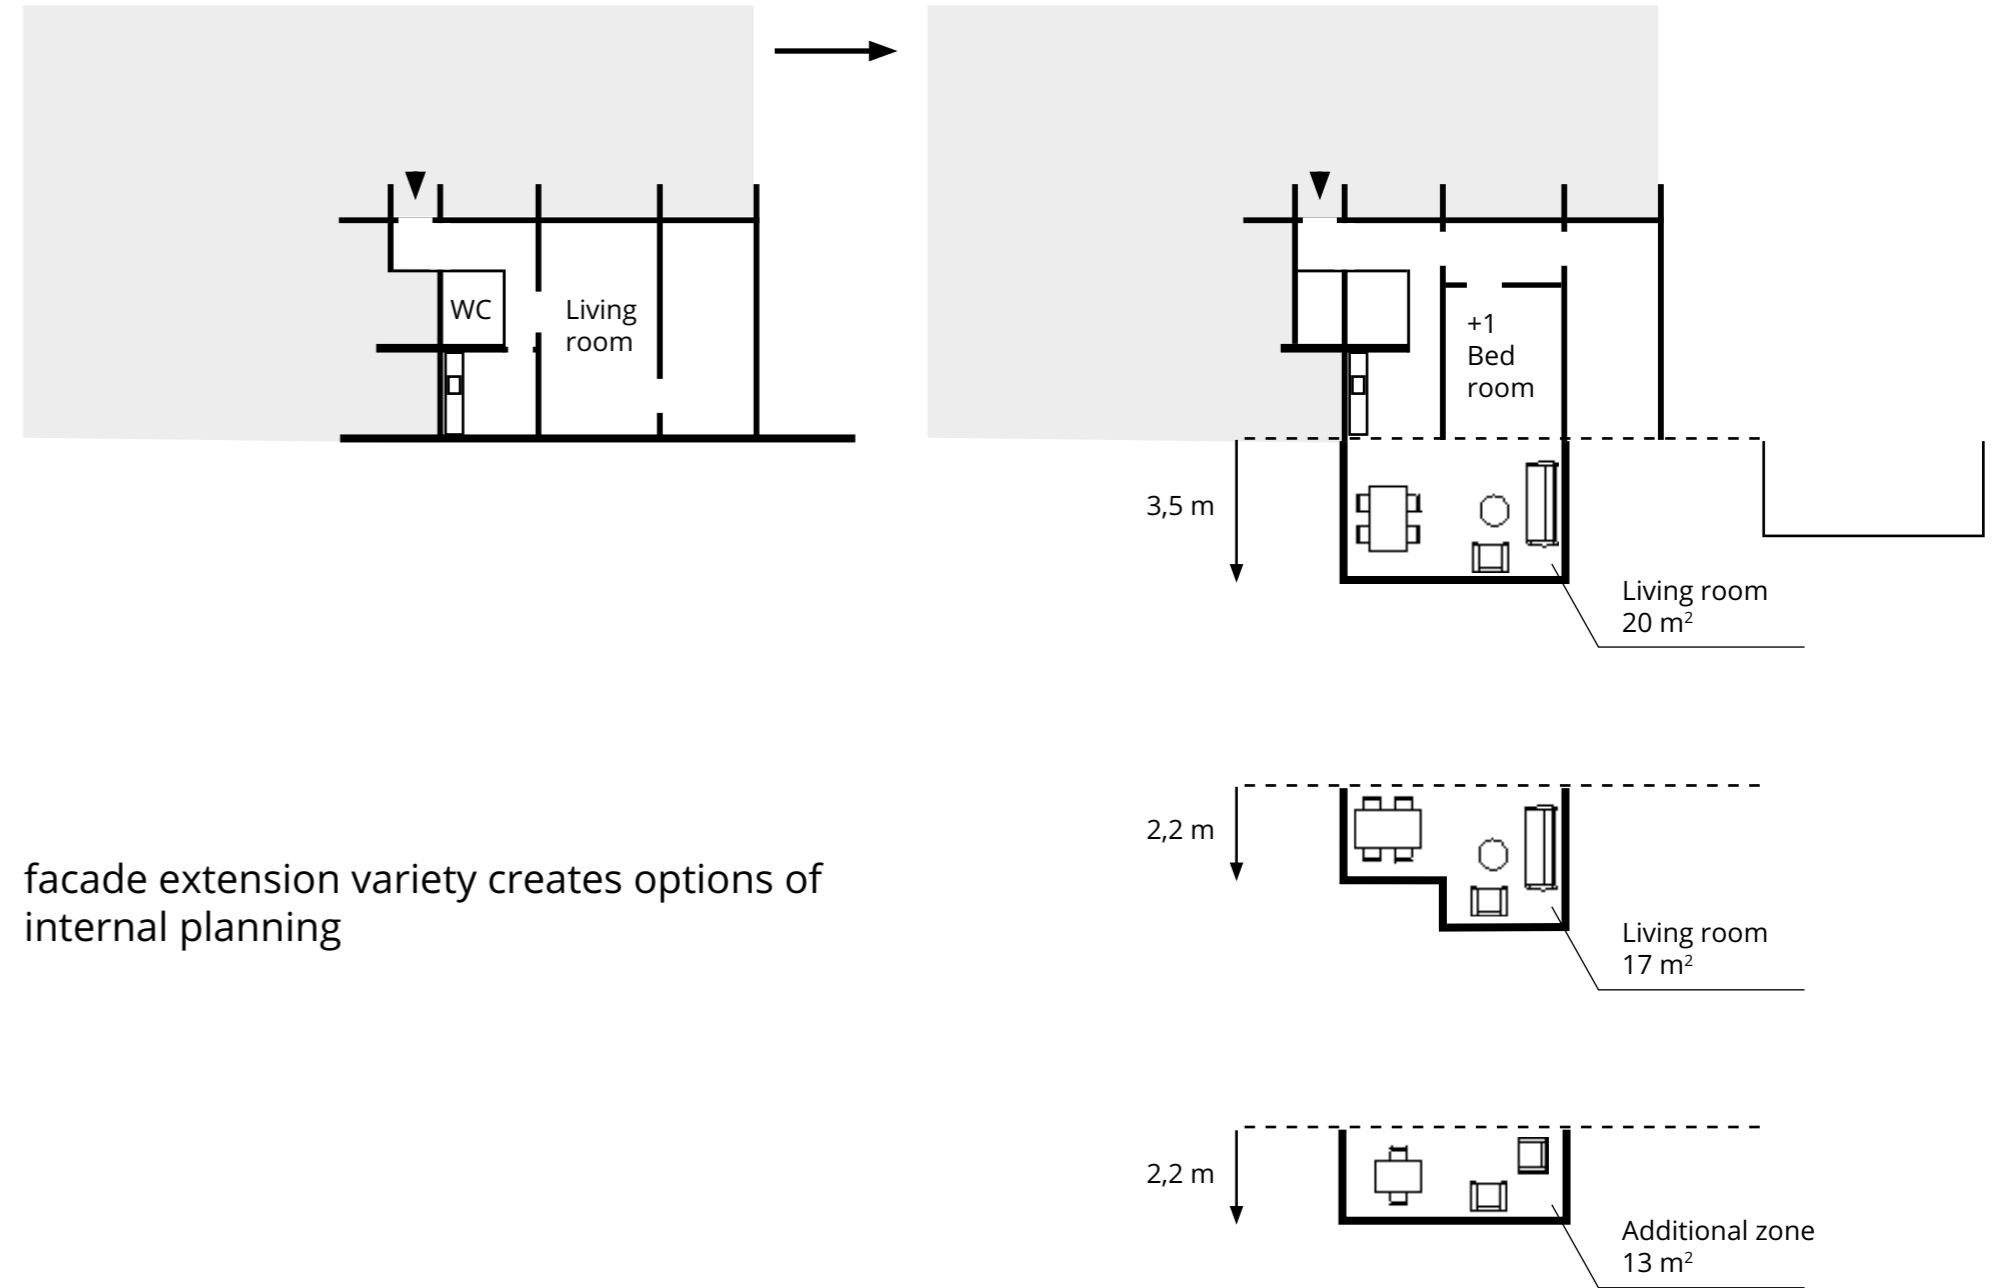 WC
Living
room
+1
Bed
room
3,5 m
Living room
20 m²
2,2 m
facade extension variety creates options of
internal planning
Living room
17 m²
2,2 m
Additional zone
13 m²